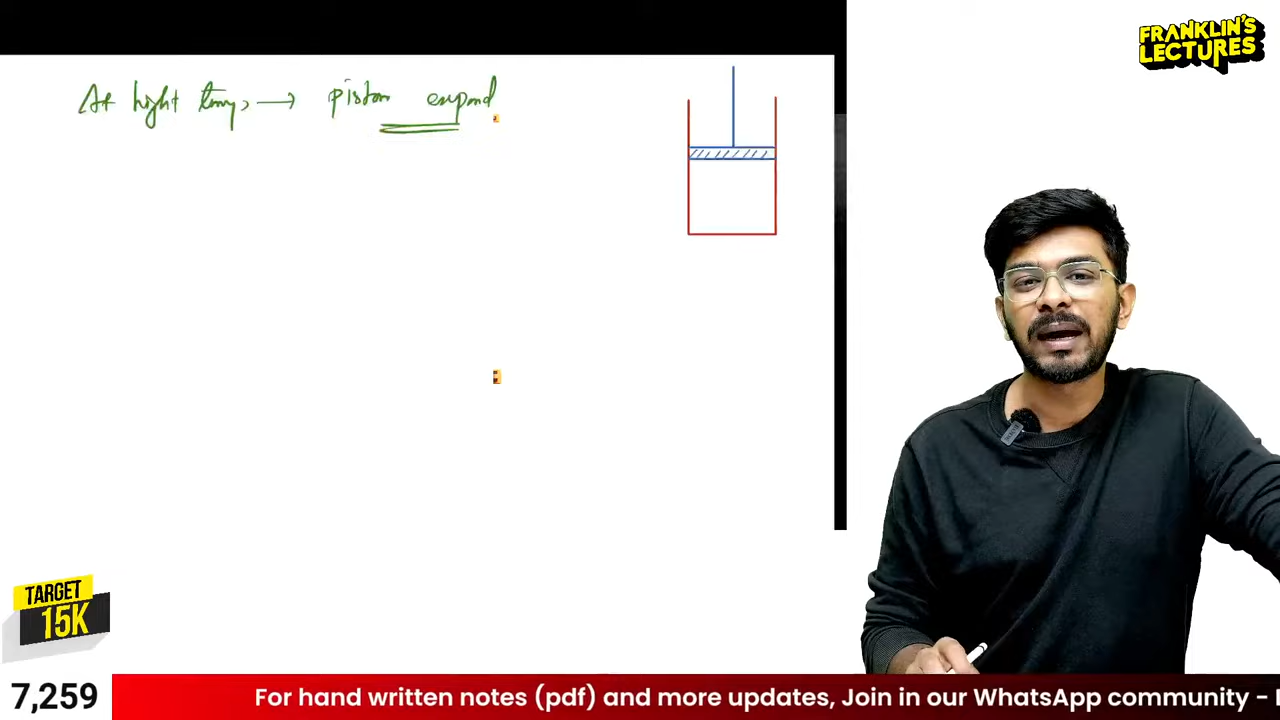 FRANKLIN'S
LECTURES
At hight temp, → piston expand
TARGET
15K
7,259
For hand written notes (pdf) and more updates, Join in our WhatsApp community -